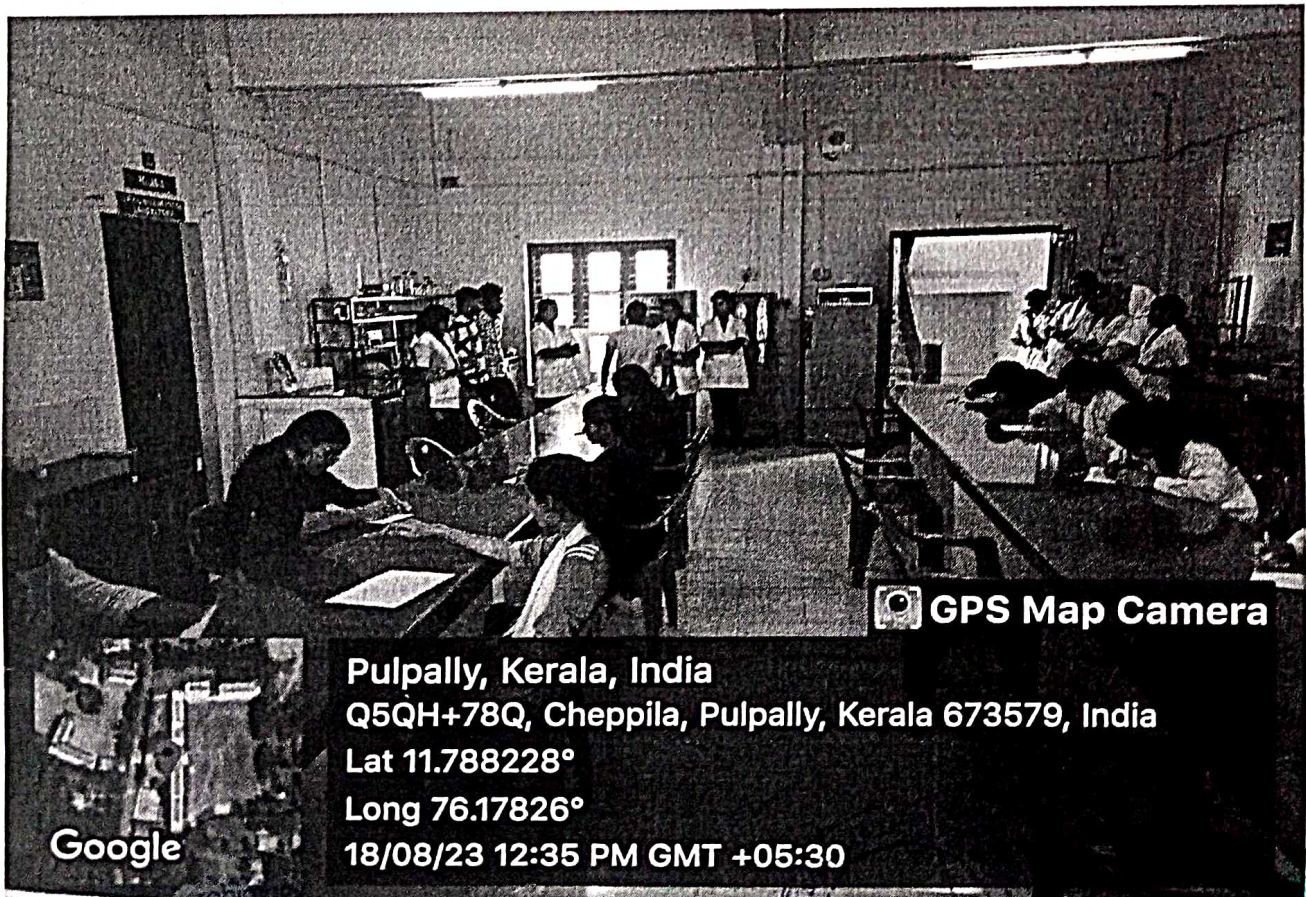 GPS Map Camera
Pulpally, Kerala, India
Q5QH+78Q, Cheppila, Pulpally, Kerala 673579, India
Lat 11.788228°
Long 76.17826°
18/08/23 12:35 PM GMT +05:30
Google